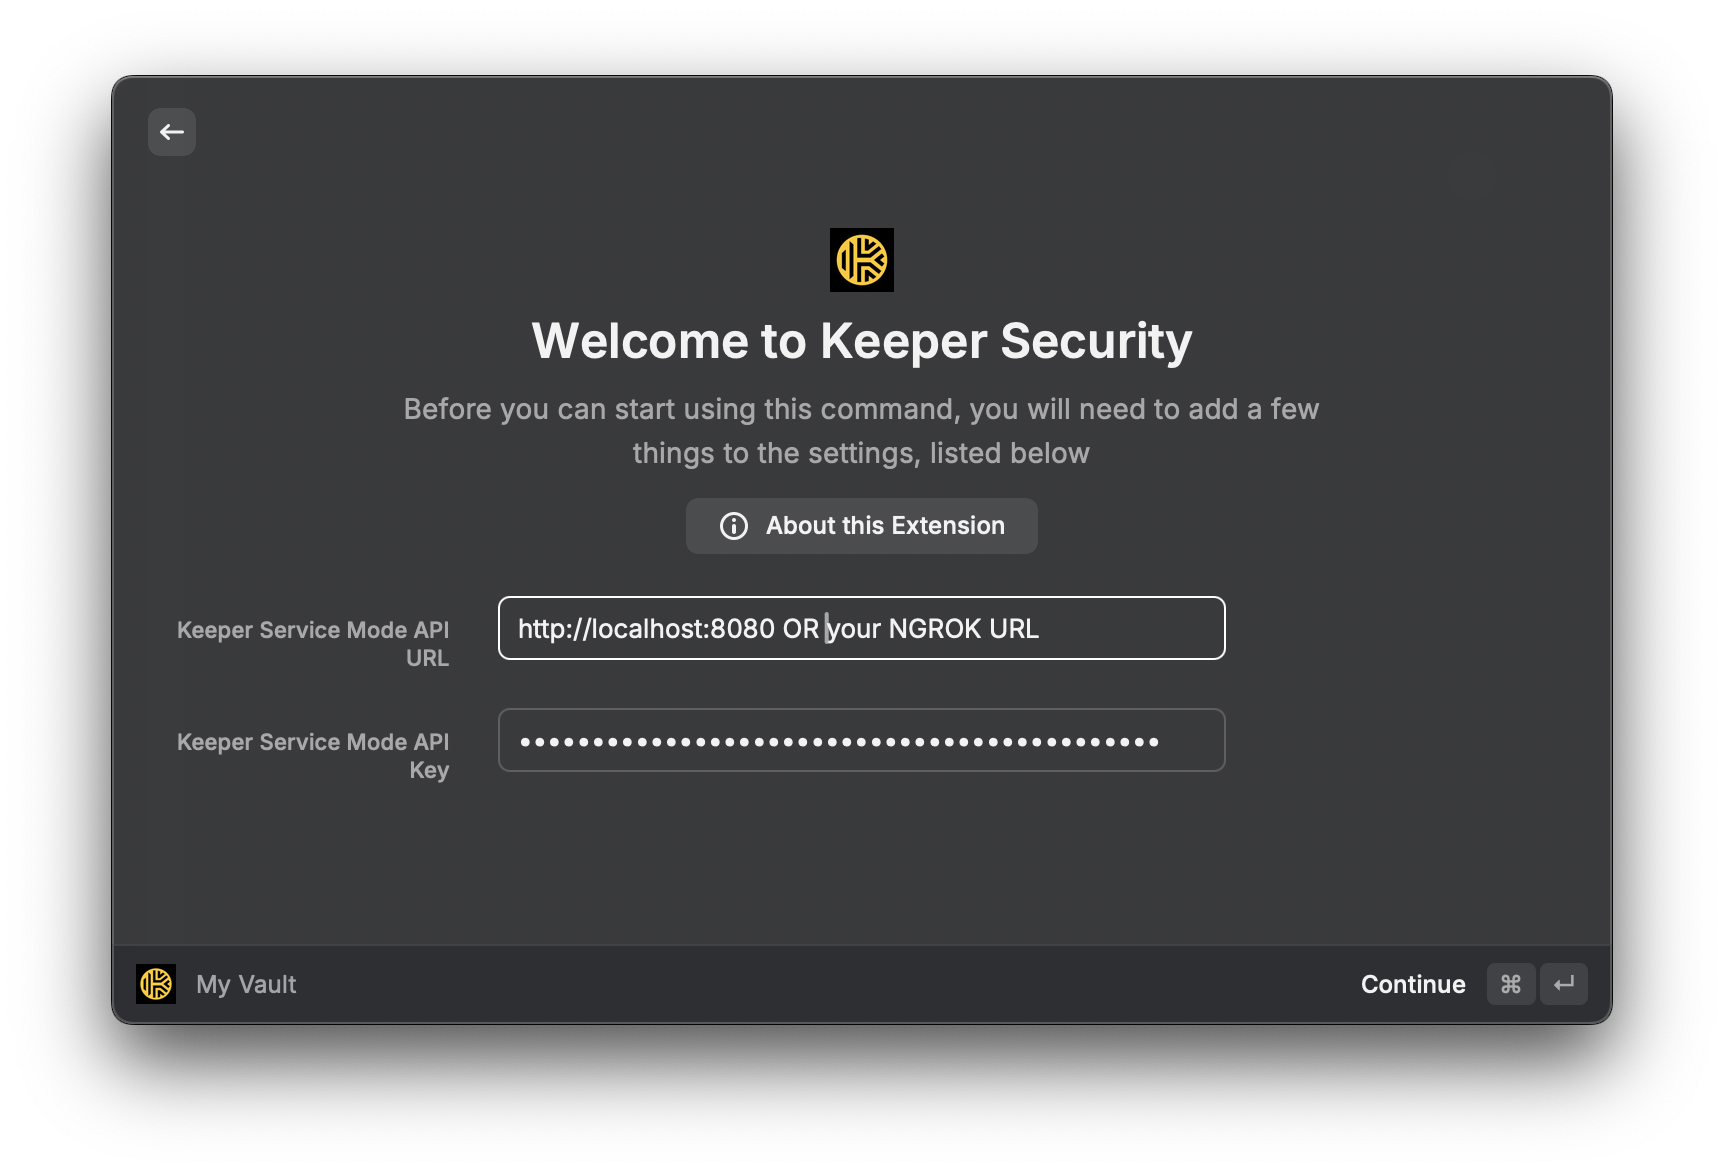 Welcome to Keeper Security
Before you can start using this command, you will need to add a few
things to the settings, listed below
About this Extension
Keeper Service Mode API
URL
http://localhost:8080 OR your NGROK URL
Keeper Service Mode API
Key
••••••••••••••••••••••••••••••••••••••••••••
My Vault
Continue ⌘ ↵